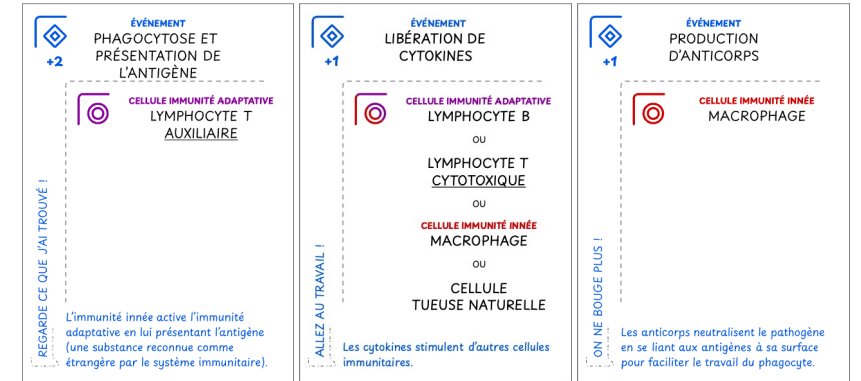 ÉVÉNEMENT
PHAGOCYTOSE ET
PRÉSENTATION DE
L'ANTIGÈNE
+2
CELLULE IMMUNITÉ ADAPTATIVE
LYMPHOCYTE T
AUXILIAIRE
REGARDE CE QUE J'AI TROUVÉ !
L'immunité innée active l'immunité
adaptative en lui présentant l'antigène
(une substance reconnue comme
étrangère par le système immunitaire).
ÉVÉNEMENT
LIBÉRATION DE
CYTOKINES
+1
CELLULE IMMUNITÉ ADAPTATIVE
LYMPHOCYTE B
OU
LYMPHOCYTE T
CYTOTOXIQUE
OU
CELLULE IMMUNITÉ INNÉE
MACROPHAGE
OU
CELLULE
TUEUSE NATURELLE
ALLEZ AU TRAVAIL !
Les cytokines stimulent d'autres cellules
immunitaires.
ÉVÉNEMENT
PRODUCTION
D'ANTICORPS
+1
CELLULE IMMUNITÉ INNÉE
MACROPHAGE
ON NE BOUGE PLUS !
Les anticorps neutralisent le pathogène
en se liant aux antigènes à sa surface
pour faciliter le travail du phagocyte.